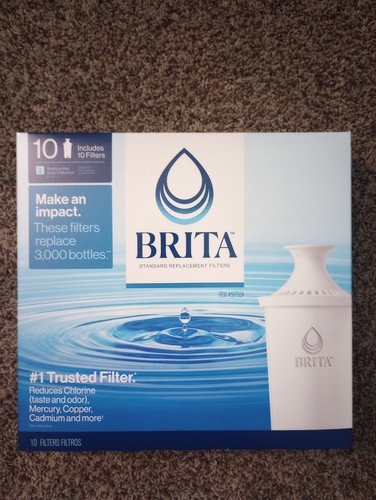 10 Includes
10 Filters
Make an
impact.
These filters
replace
3,000 bottles.**
BRITA™
STANDARD REPLACEMENT FILTERS
BRITA
#1 Trusted Filter.*
Reduces Chlorine
(taste and odor),
Mercury, Copper,
Cadmium and more†
10 FILTERS FILTROS